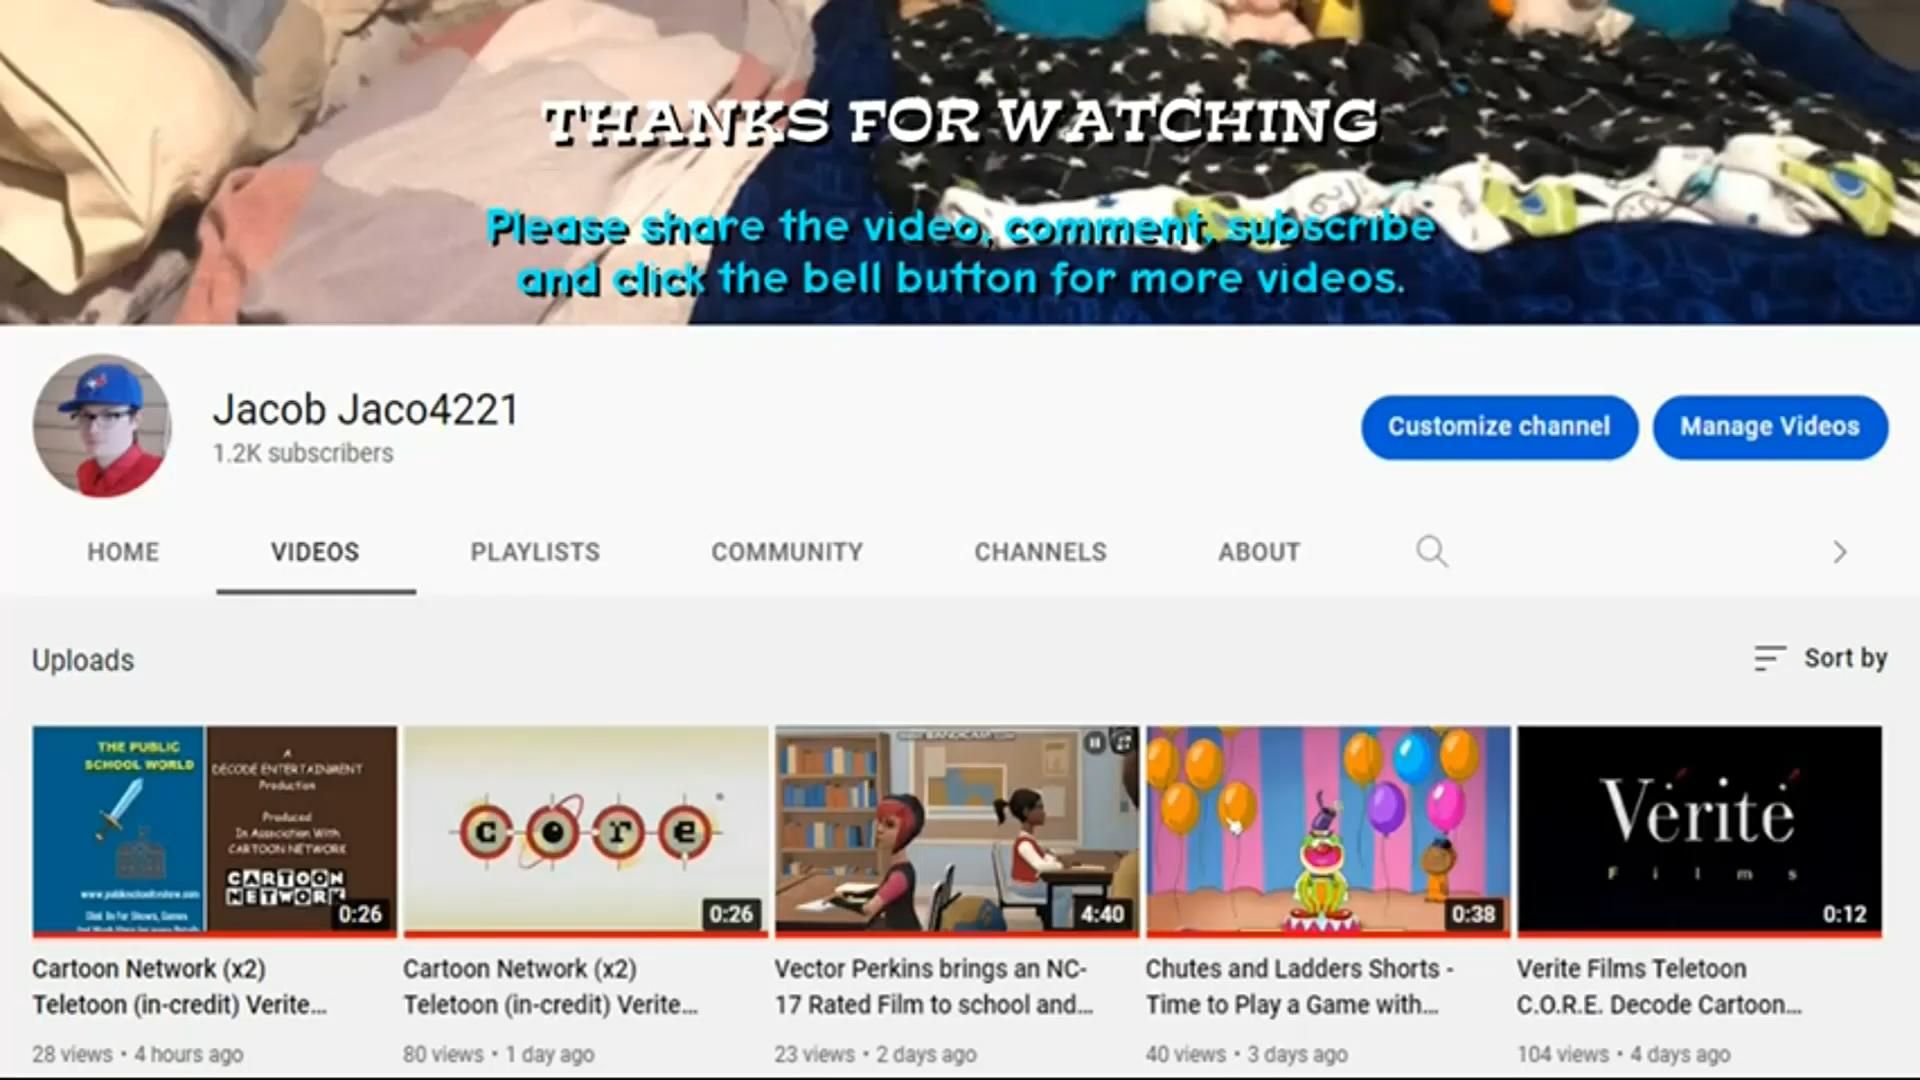 THANKS FOR WATCHING
Please share the video, comment, subscribe
and click the bell button for more videos.
Jacob Jaco4221
1.2K subscribers
Customize channel
Manage Videos
HOME
VIDEOS
PLAYLISTS
COMMUNITY
CHANNELS
ABOUT
Uploads
Sort by
THE PUBLIC
SCHOOL WORLD
A
DECODE ENTERTAINMENT
Production
Produced
In Association With
CARTOON NETWORK
CARTOON
NETWORK
0:26
core
0:26
4:40
0:38
Vérité
Films
0:12
Cartoon Network (x2)
Teletoon (in-credit) Verite...
28 views • 4 hours ago
Cartoon Network (x2)
Teletoon (in-credit) Verite...
80 views • 1 day ago
Vector Perkins brings an NC-
17 Rated Film to school and...
23 views • 2 days ago
Chutes and Ladders Shorts -
Time to Play a Game with...
40 views • 3 days ago
Verite Films Teletoon
C.O.R.E. Decode Cartoon...
104 views • 4 days ago